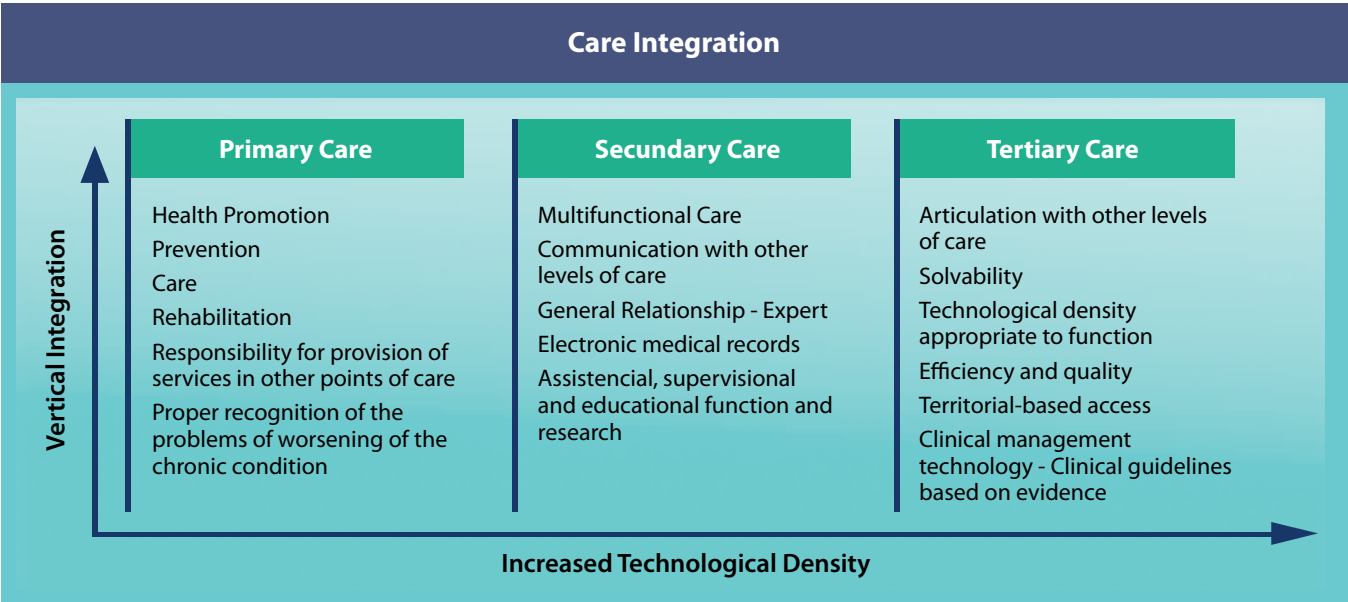 Care Integration
Vertical Integration
Primary Care
Health Promotion
Prevention
Care
Rehabilitation
Responsibility for provision of
services in other points of care
Proper recognition of the
problems of worsening of the
chronic condition
Secundary Care
Multifunctional Care
Communication with other
levels of care
General Relationship - Expert
Electronic medical records
Assistencial, supervisional
and educational function and
research
Tertiary Care
Articulation with other levels
of care
Solvability
Technological density
appropriate to function
Efficiency and quality
Territorial-based access
Clinical management
technology - Clinical guidelines
based on evidence
Increased Technological Density